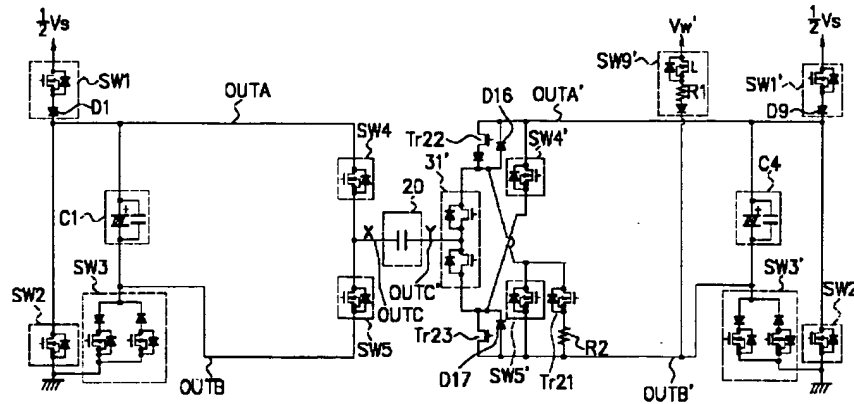 ½Vs
SW1
D1
OUTA
C1
SW3
SW2
OUTB
SW4
20
X
Y
OUTC
OUTC'
SW5
31'
Tr22
D16
OUTA'
SW4'
Tr23
D17
SW5'
Tr21
R2
OUTB'
Vw'
SW9'
L
R1
½Vs
SW1'
D9
C4
SW3'
SW2